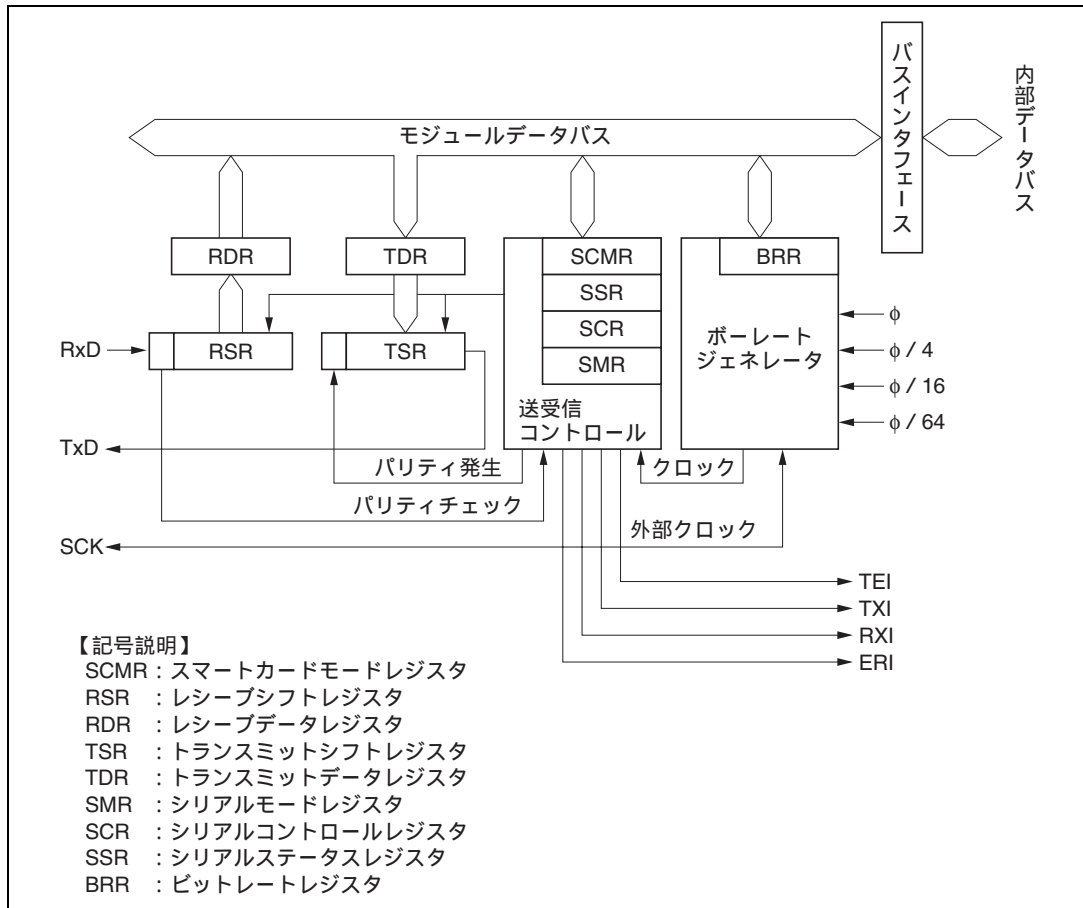 バスインタフェース
内部データバス
モジュールデータバス
RDR
TDR
SCMR
BRR
SSR
SCR
SMR
RxD
RSR
TSR
ボーレート
ジェネレータ
φ
φ / 4
φ / 16
φ / 64
送受信
コントロール
TxD
パリティ発生
クロック
パリティチェック
外部クロック
SCK
TEI
TXI
RXI
ERI
【記号説明】
SCMR：スマートカードモードレジスタ
RSR ：レシーブシフトレジスタ
RDR ：レシーブデータレジスタ
TSR ：トランスミットシフトレジスタ
TDR ：トランスミットデータレジスタ
SMR ：シリアルモードレジスタ
SCR ：シリアルコントロールレジスタ
SSR ：シリアルステータスレジスタ
BRR ：ビットレートレジスタ